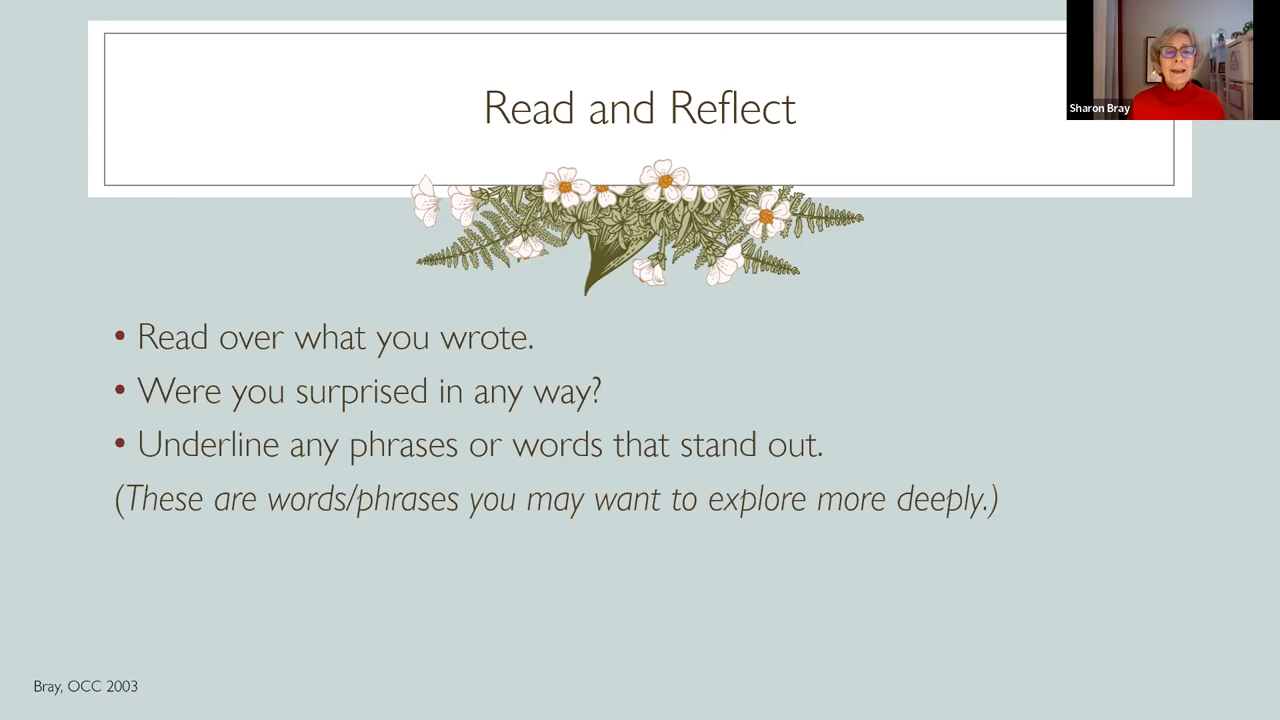 Read and Reflect
Sharon Bray
• Read over what you wrote.
• Were you surprised in any way?
• Underline any phrases or words that stand out.
(These are words/phrases you may want to explore more deeply.)
Bray, OCC 2003